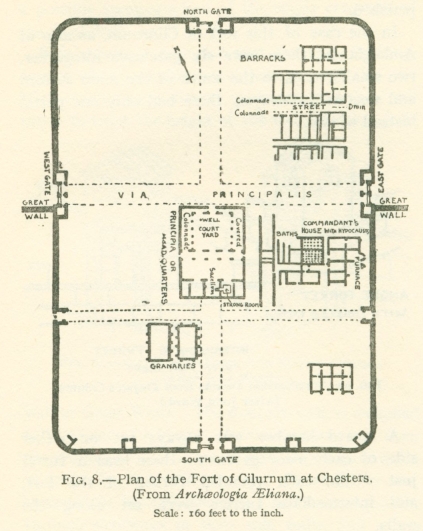 NORTH GATE
BARRACKS
Colonnade
STREET
Drain
Colonnade
WEST GATE
EAST GATE
VIA PRINCIPALIS
GREAT
WALL
GREAT
WALL
PRINCIPIA OR
HEAD-QUARTERS
Colonnade
WELL
COURT
YARD
Covered
COMMANDANT'S
HOUSE With HYPOCAUSTS
BATHS
FURNACE
STRONG ROOM
GRANARIES
SOUTH GATE
FIG. 8.—Plan of the Fort of Cilurnum at Chesters.
(From Archæologia Æliana.)
Scale: 160 feet to the inch.